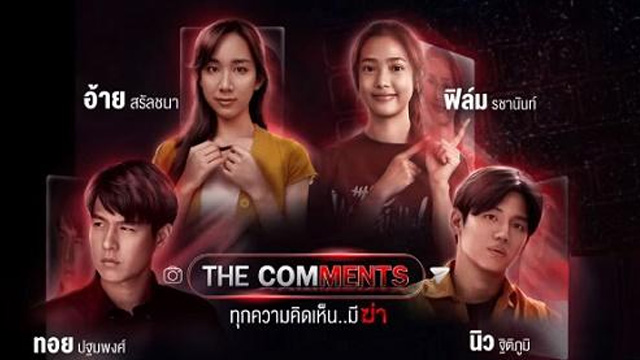 อ้าย สรัลชนา
ฟิล์ม รชานันท์
THE COMMENTS
ทุกความคิดเห็น..มีฆ่า
ทอย ปฐมพงศ์
นิว ฐิติภูมิ